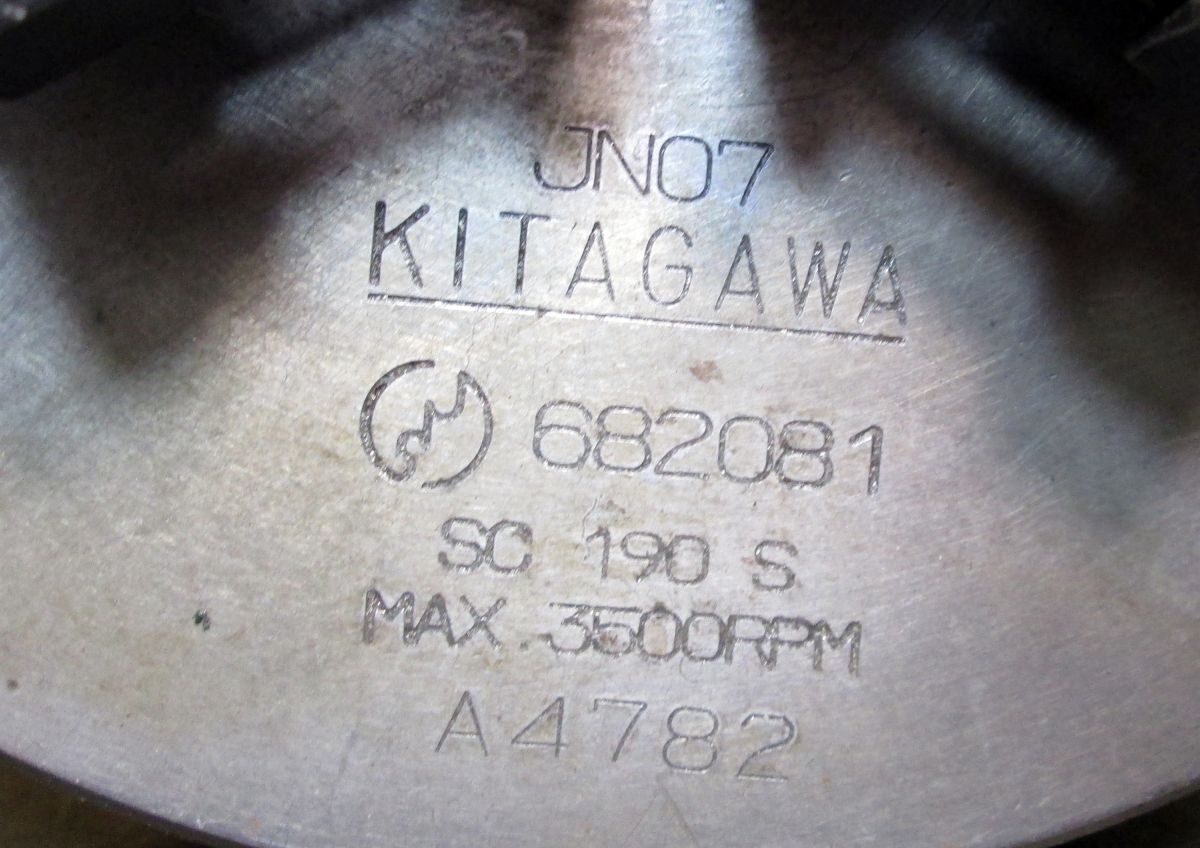 JN07
KITAGAWA
682081
SC 190 S
MAX. 3500RPM
A4782